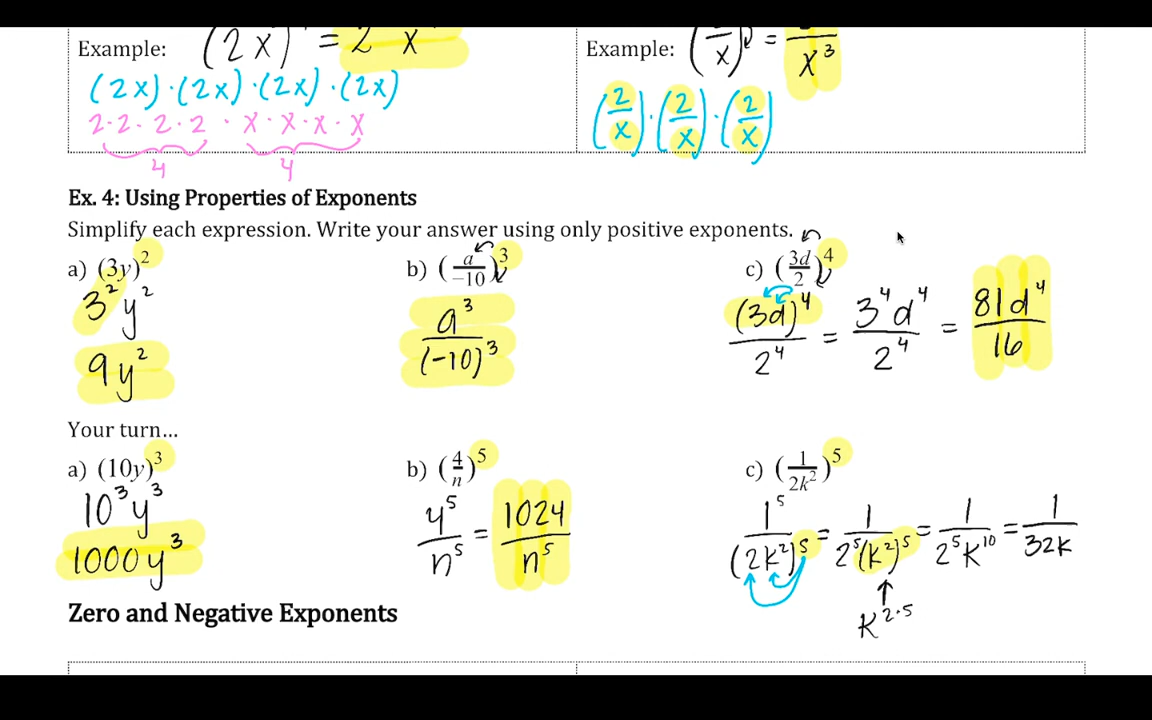 Example: (2x) = 2 x
(2x)·(2x)·(2x)·(2x)
2·2·2·2 · x·x·x·x
4 4
Example: (/x) = /x³
(2/x)·(2/x)·(2/x)
Ex. 4: Using Properties of Exponents
Simplify each expression. Write your answer using only positive exponents.
a) (3y)²
3²y²
9y²
b) (a/−10)³
a³/(−10)³
c) (3d/2)⁴
(3d)⁴/2⁴ = 3⁴d⁴/2⁴ = 81d⁴/16
Your turn...
a) (10y)³
10³y³
1000y³
b) (4/n)⁵
4⁵/n⁵ = 1024/n⁵
c) (1/2k²)⁵
1⁵/(2k²)⁵ = 1/2⁵(k²)⁵ = 1/2⁵k¹⁰ = 1/32k
k²·⁵
Zero and Negative Exponents